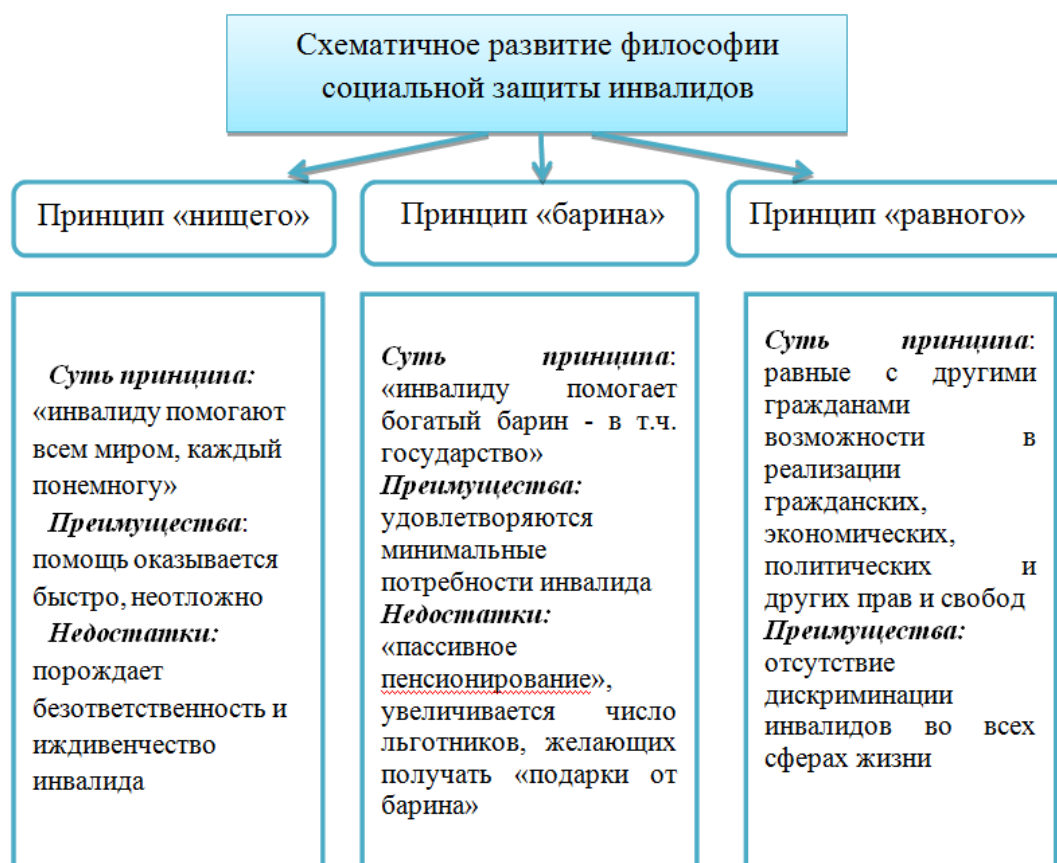 Схематичное развитие философии
социальной защиты инвалидов
Принцип «нищего»
Принцип «барина»
Принцип «равного»
Суть принципа:
«инвалиду помогают
всем миром, каждый
понемногу»
Преимущества:
помощь оказывается
быстро, неотложно
Недостатки:
порождает
безответственность и
иждивенчество
инвалида
Суть принципа:
«инвалиду помогает
богатый барин - в т.ч.
государство»
Преимущества:
удовлетворяются
минимальные
потребности инвалида
Недостатки:
«пассивное
пенсионирование»,
увеличивается число
льготников, желающих
получать «подарки от
барина»
Суть принципа:
равные с другими
гражданами
возможности в
реализации
гражданских,
экономических,
политических и
других прав и свобод
Преимущества:
отсутствие
дискриминации
инвалидов во всех
сферах жизни